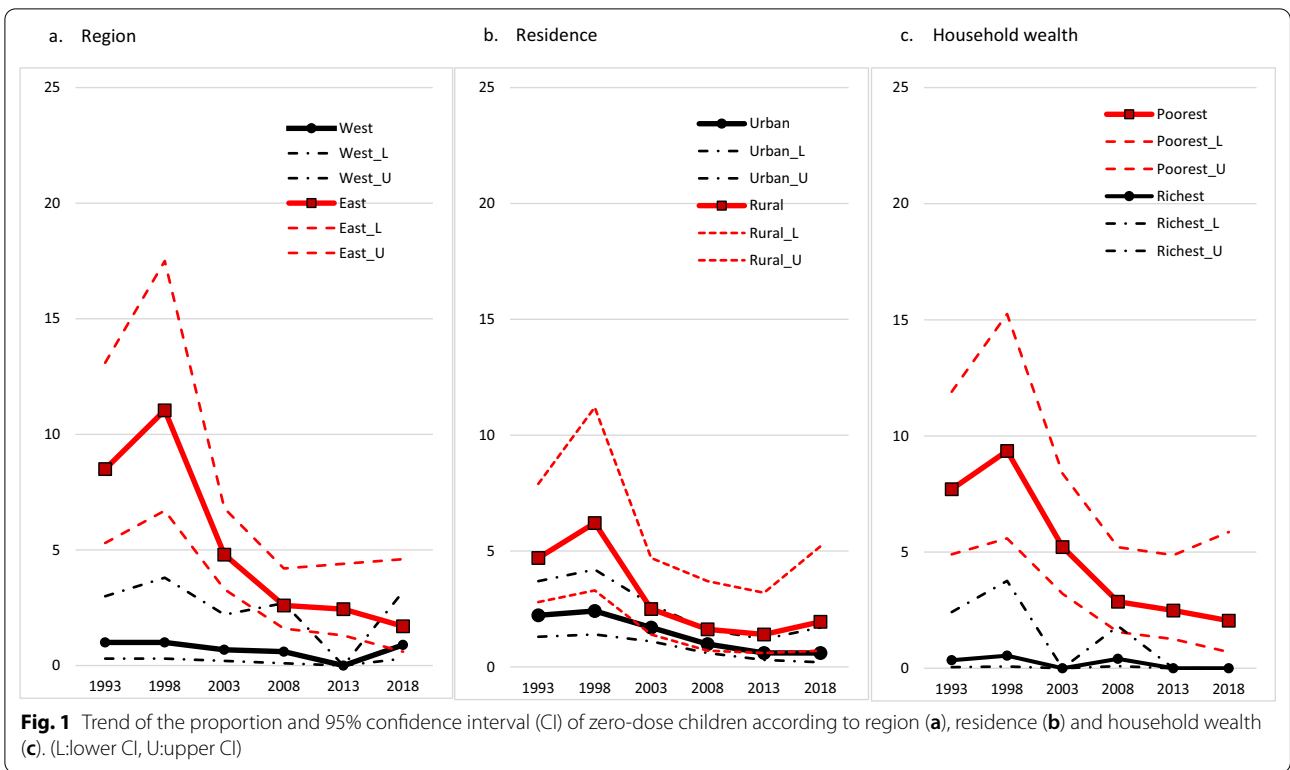 a. Region
25
20
15
10
5
0
West
West_L
West_U
East
East_L
East_U
1993 1998 2003 2008 2013 2018
b. Residence
25
20
15
10
5
0
Urban
Urban_L
Urban_U
Rural
Rural_L
Rural_U
1993 1998 2003 2008 2013 2018
c. Household wealth
25
20
15
10
5
0
Poorest
Poorest_L
Poorest_U
Richest
Richest_L
Richest_U
1993 1998 2003 2008 2013 2018
Fig. 1 Trend of the proportion and 95% confidence interval (CI) of zero-dose children according to region (a), residence (b) and household wealth
(c). (L:lower CI, U:upper CI)